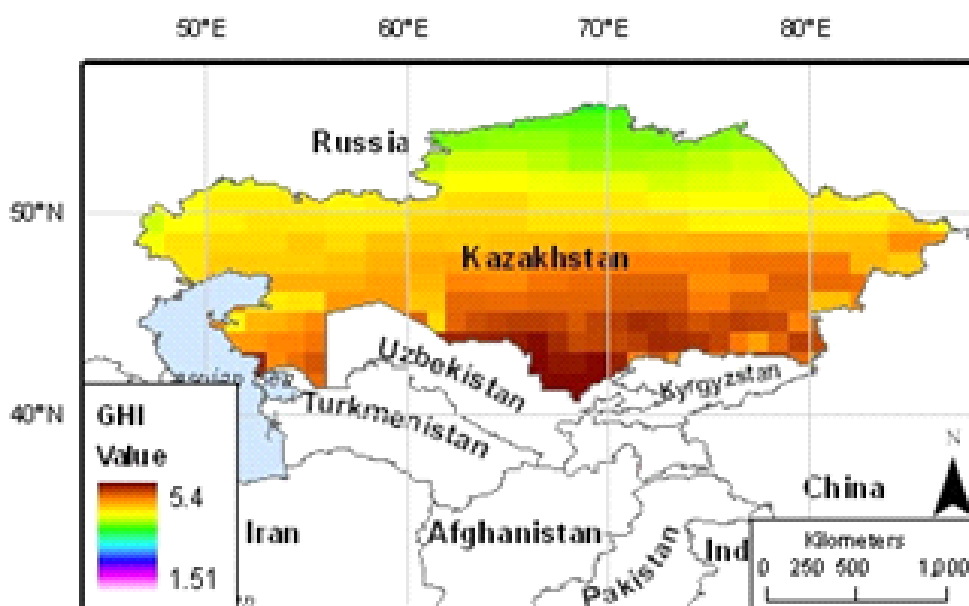 50°E 60°E 70°E 80°E
Russia
50°N
Kazakhstan
Uzbekistan
Kyrgyzstan
Turkmenistan
40°N
GHI
Value
5.4
1.51
N
China
Iran
Afghanistan
Pakistan
Ind
Kilometers
0 250 500 1,000